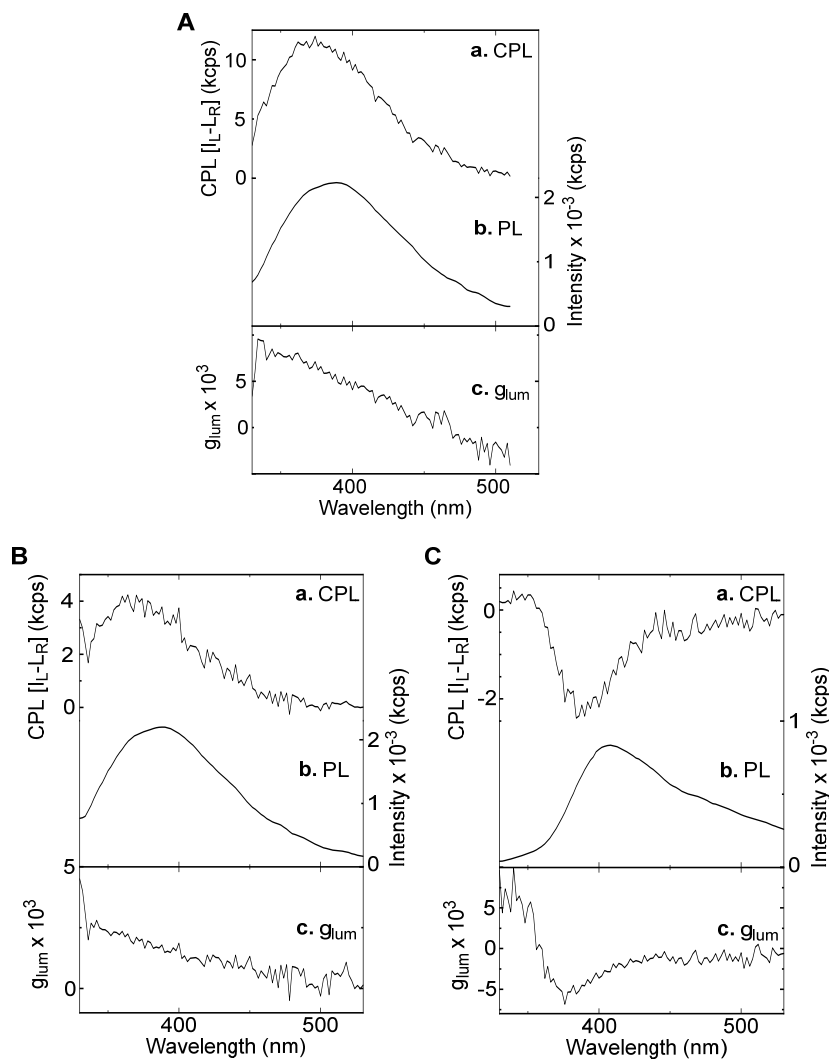 A
a. CPL
CPL [I_L-L_R] (kcps)
10
5
0
b. PL
Intensity x 10^-3 (kcps)
2
1
0
c. g_lum
g_lum x 10^3
5
0
400
500
Wavelength (nm)
B
a. CPL
CPL [I_L-L_R] (kcps)
4
2
0
b. PL
Intensity x 10^-3 (kcps)
2
1
0
c. g_lum
g_lum x 10^3
5
0
400
500
Wavelength (nm)
C
a. CPL
CPL [I_L-L_R] (kcps)
0
-2
b. PL
Intensity x 10^-3 (kcps)
1
0
c. g_lum
g_lum x 10^3
5
0
-5
400
500
Wavelength (nm)